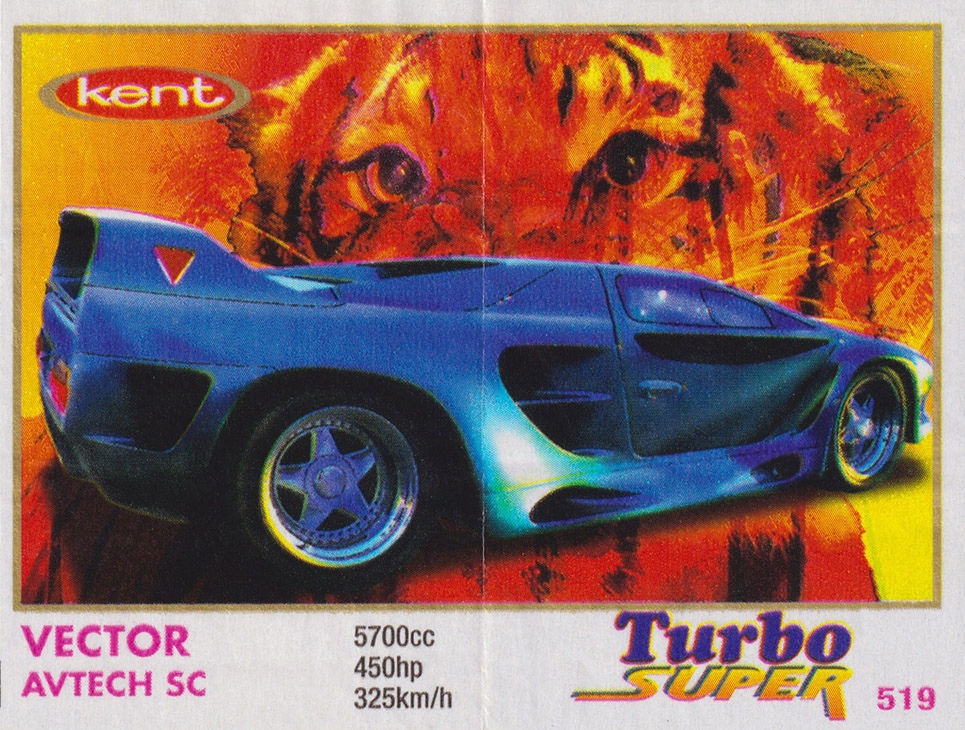 kent
VECTOR
AVTECH SC
5700cc
450hp
325km/h
Turbo
SUPER
519